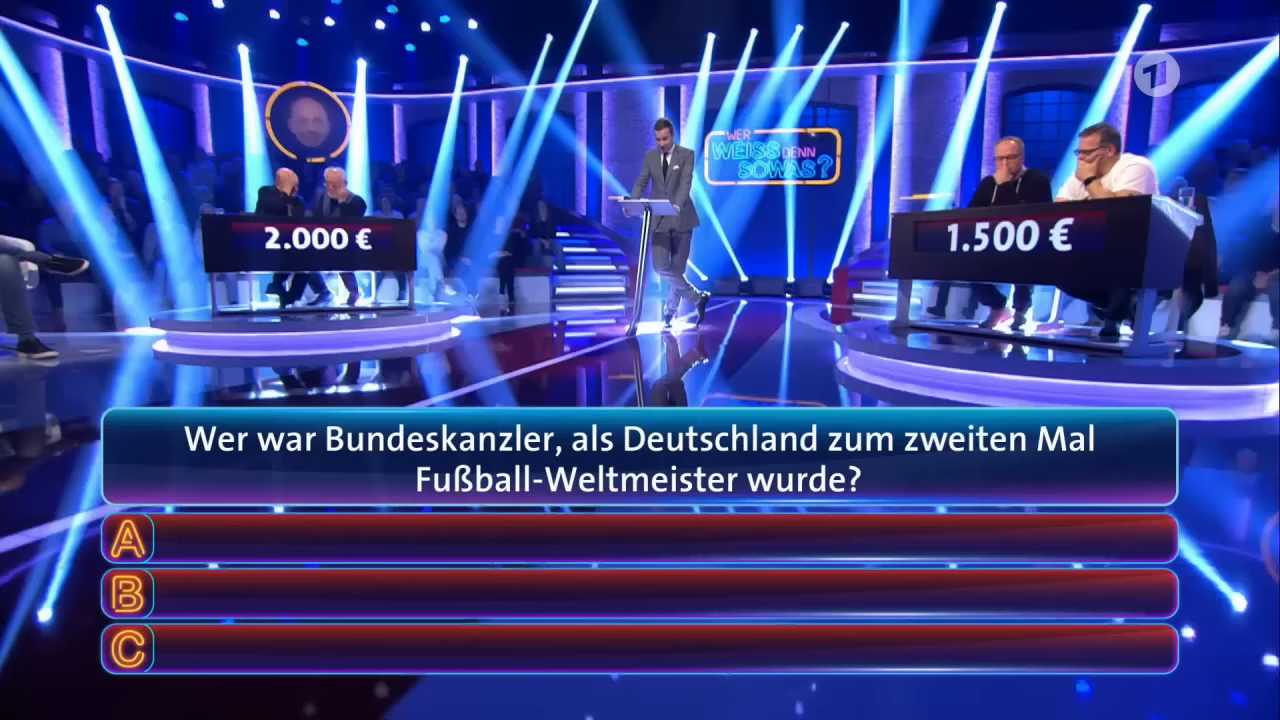 1
WER
WEISS DENN
SOWAS?
2.000 €
1.500 €
Wer war Bundeskanzler, als Deutschland zum zweiten Mal
Fußball-Weltmeister wurde?
A
B
C